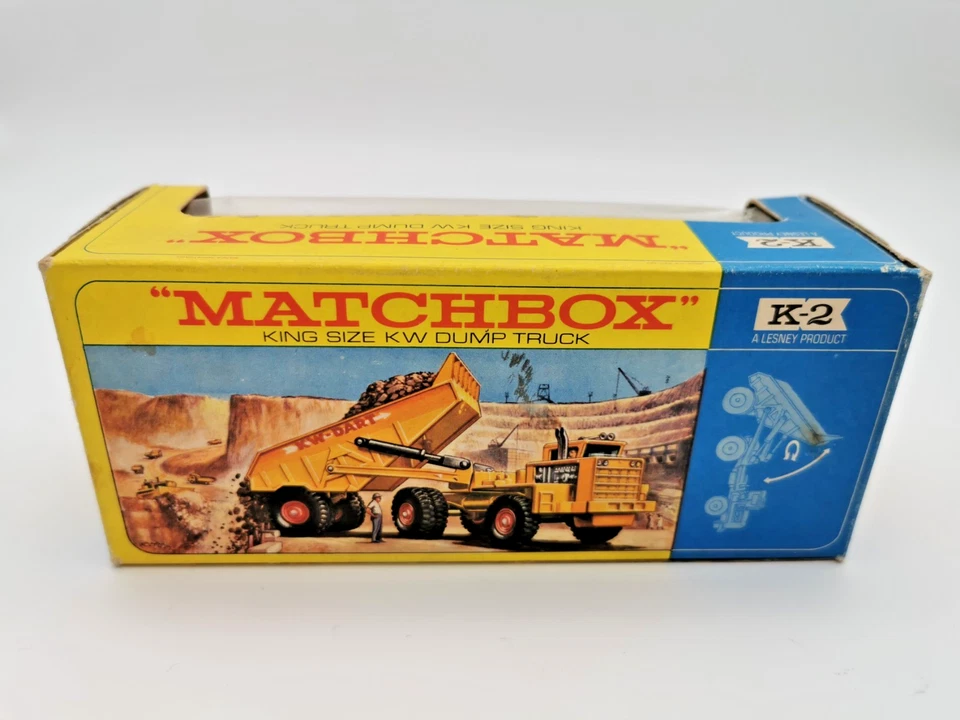 "MATCHBOX"
KING SIZE KW DUMP TRUCK
K-2
A LESNEY PRODUCT
"MATCHBOX"
KING SIZE KW DUMP TRUCK
K-2
A LESNEY PRODUCT
KW-DART